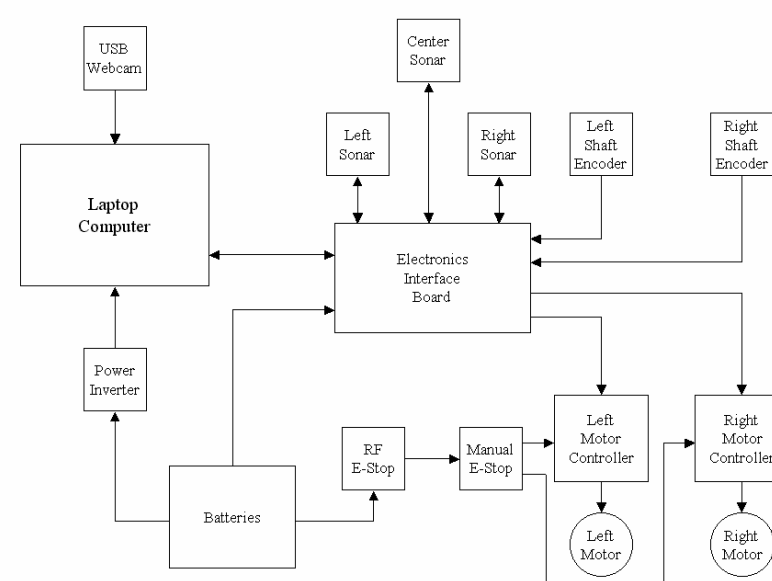 USB
Webcam
Center
Sonar
Left
Sonar
Right
Sonar
Left
Shaft
Encoder
Right
Shaft
Encoder
Laptop
Computer
Electronics
Interface
Board
Power
Inverter
RF
E-Stop
Manual
E-Stop
Left
Motor
Controller
Right
Motor
Controller
Batteries
Left
Motor
Right
Motor